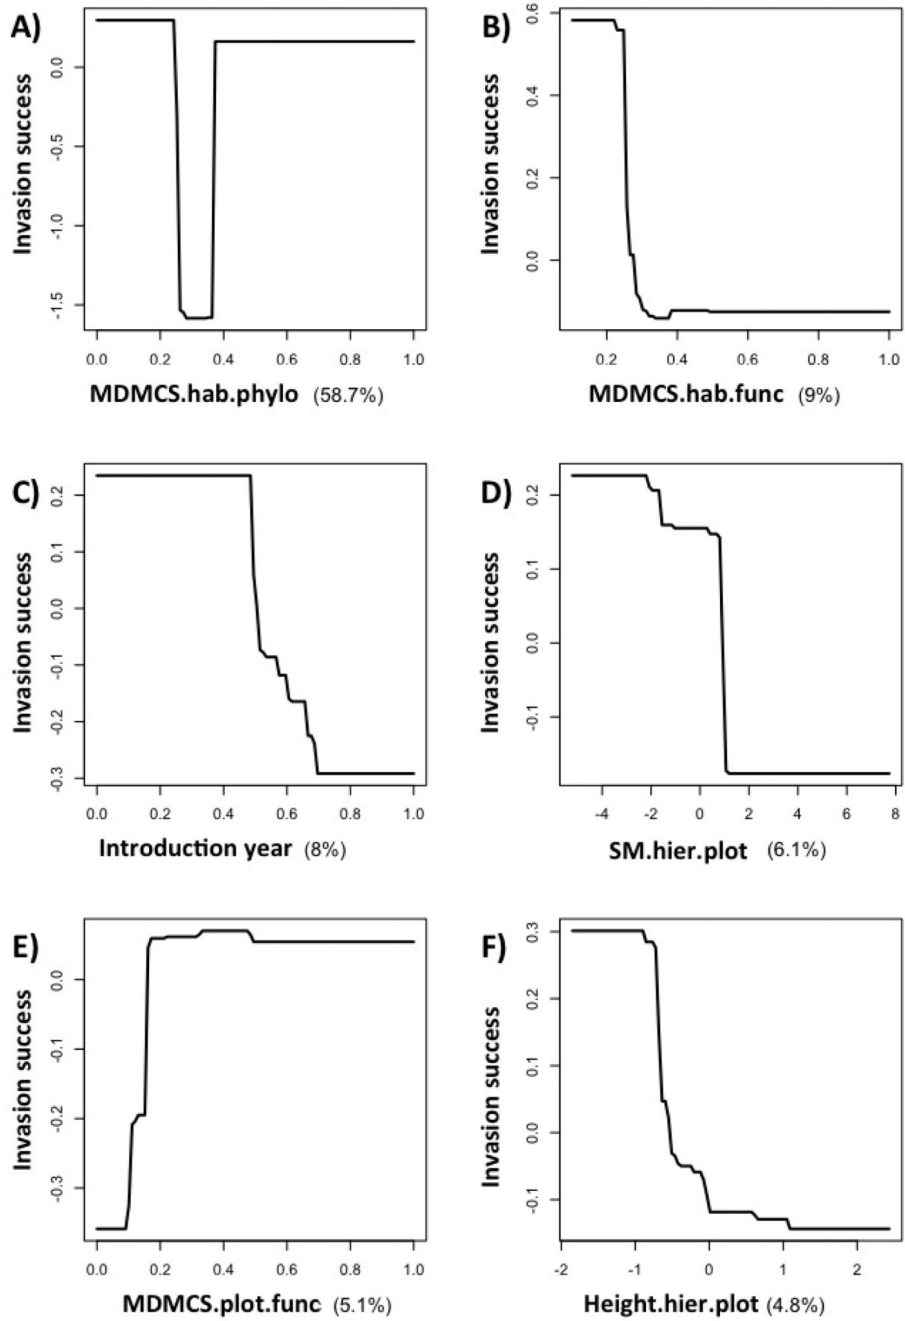 A)
Invasion success
0.0
-0.5
-1.0
-1.5
0.0 0.2 0.4 0.6 0.8 1.0
MDMCS.hab.phylo (58.7%)
B)
Invasion success
0.6
0.4
0.2
0.0
0.2 0.4 0.6 0.8 1.0
MDMCS.hab.func (9%)
C)
Invasion success
0.2
0.1
0.0
-0.1
-0.2
-0.3
0.0 0.2 0.4 0.6 0.8 1.0
Introduction year (8%)
D)
Invasion success
0.2
0.1
0.0
-0.1
-4 -2 0 2 4 6 8
SM.hier.plot (6.1%)
E)
Invasion success
0.0
-0.1
-0.2
-0.3
0.0 0.2 0.4 0.6 0.8 1.0
MDMCS.plot.func (5.1%)
F)
Invasion success
0.3
0.2
0.1
0.0
-0.1
-2 -1 0 1 2
Height.hier.plot (4.8%)